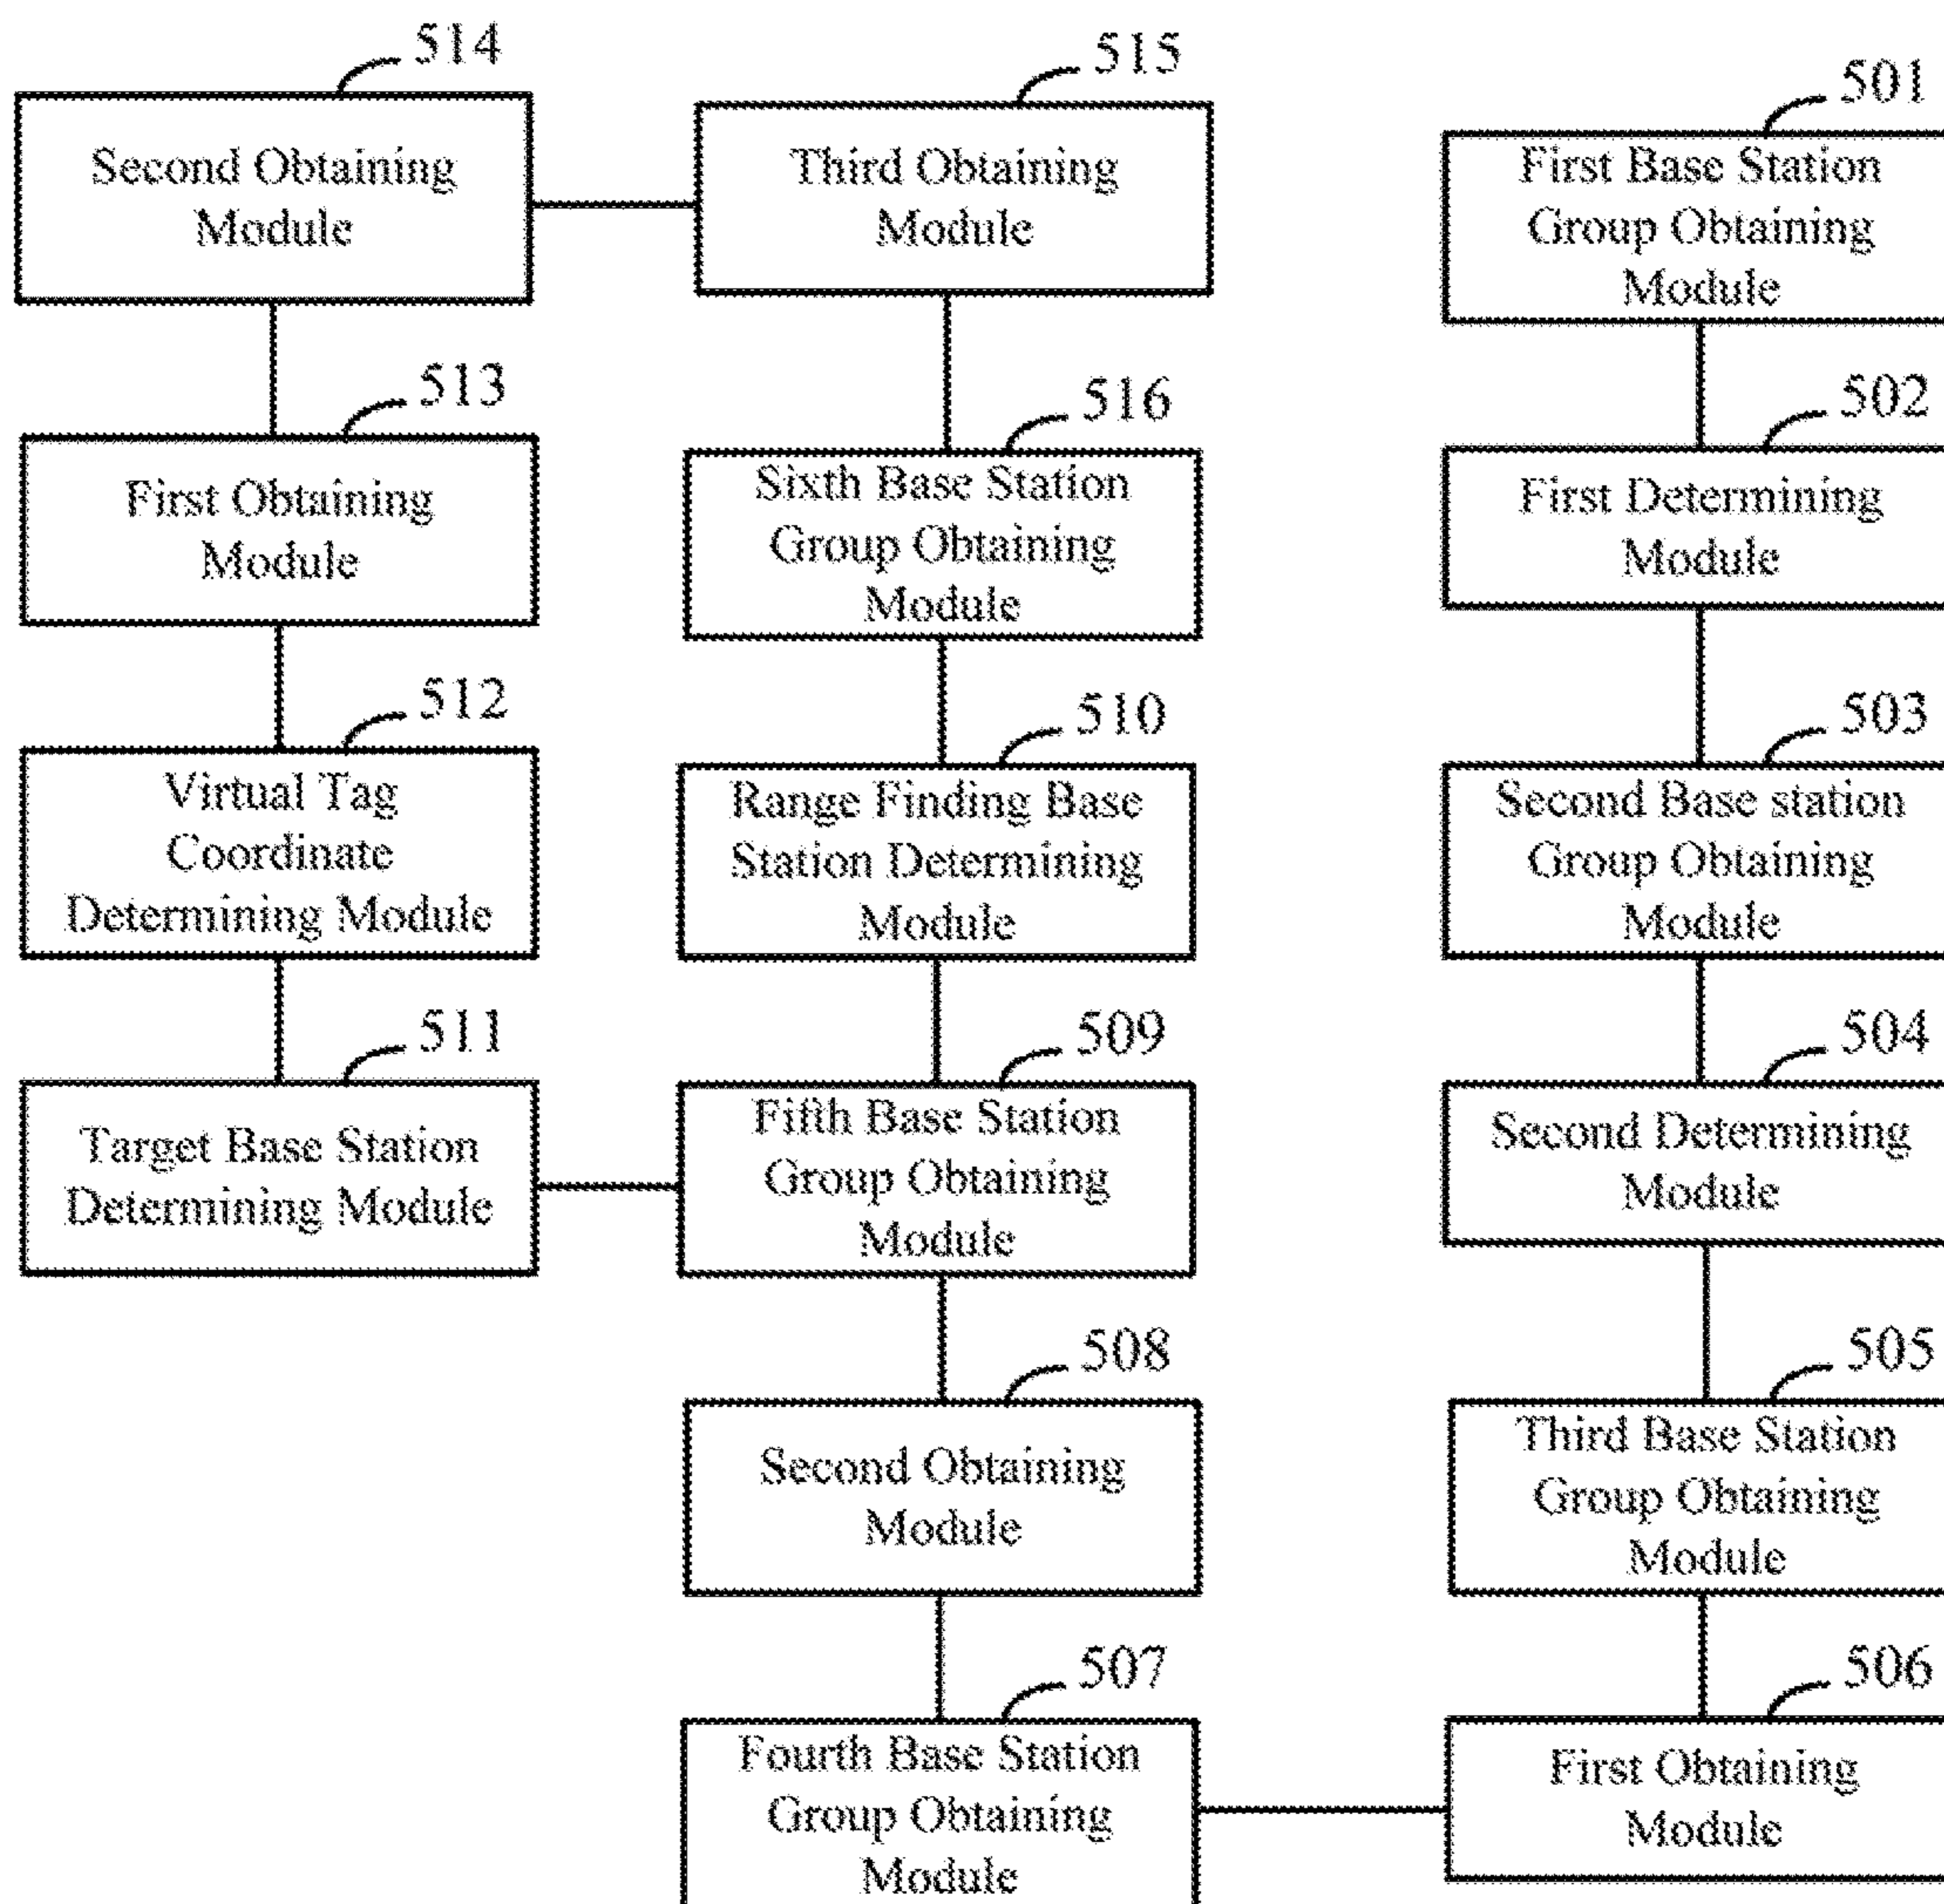 514
Second Obtaining
Module
515
Third Obtaining
Module
501
First Base Station
Group Obtaining
Module
513
First Obtaining
Module
516
Sixth Base Station
Group Obtaining
Module
502
First Determining
Module
512
Virtual Tag
Coordinate
Determining Module
510
Range Finding Base
Station Determining
Module
503
Second Base station
Group Obtaining
Module
511
Target Base Station
Determining Module
509
Fifth Base Station
Group Obtaining
Module
504
Second Determining
Module
508
Second Obtaining
Module
505
Third Base Station
Group Obtaining
Module
507
Fourth Base Station
Group Obtaining
Module
506
First Obtaining
Module